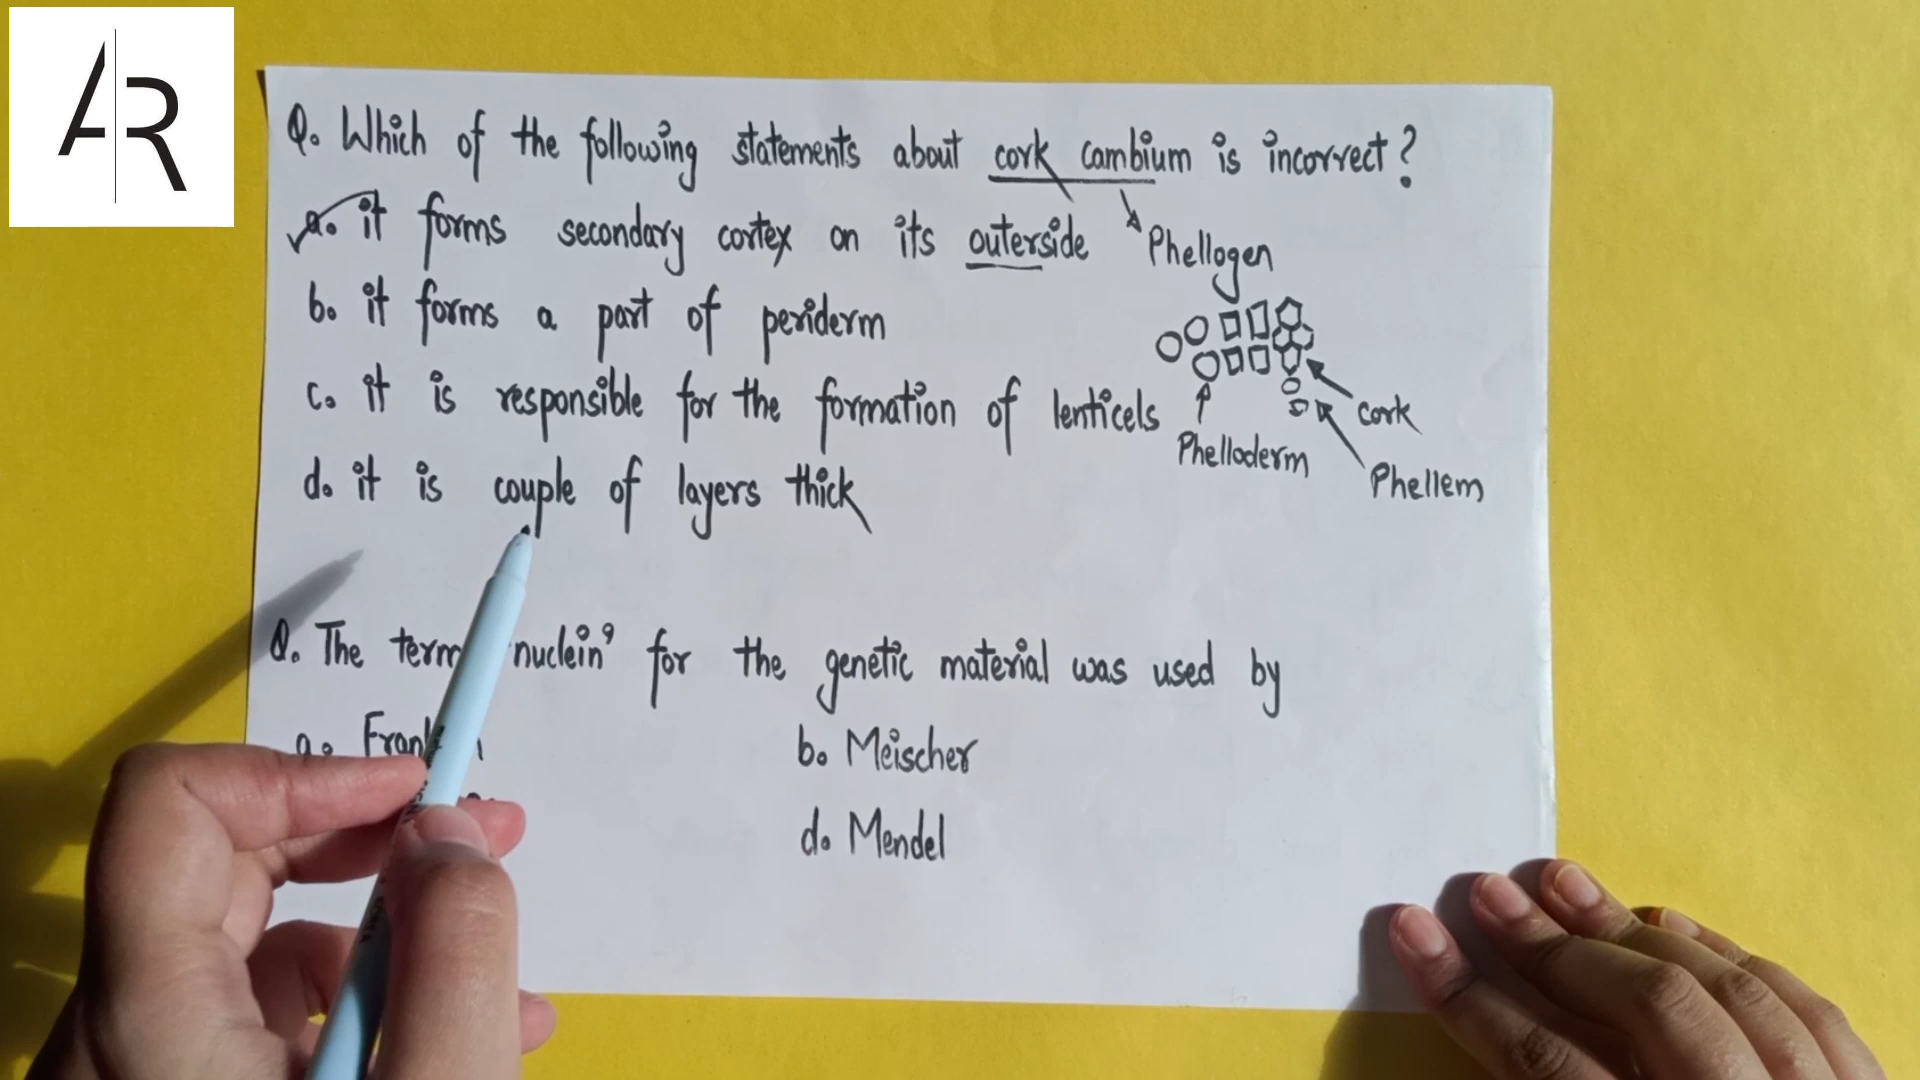 AR
Q. Which of the following statements about cork cambium is incorrect?
a. it forms secondary cortex on its outerside
Phellogen
b. it forms a part of periderm
c. it is responsible for the formation of lenticels
cork
Phelloderm
Phellem
d. it is couple of layers thick
Q. The term nuclein' for the genetic material was used by
a.
b. Meischer
d. Mendel